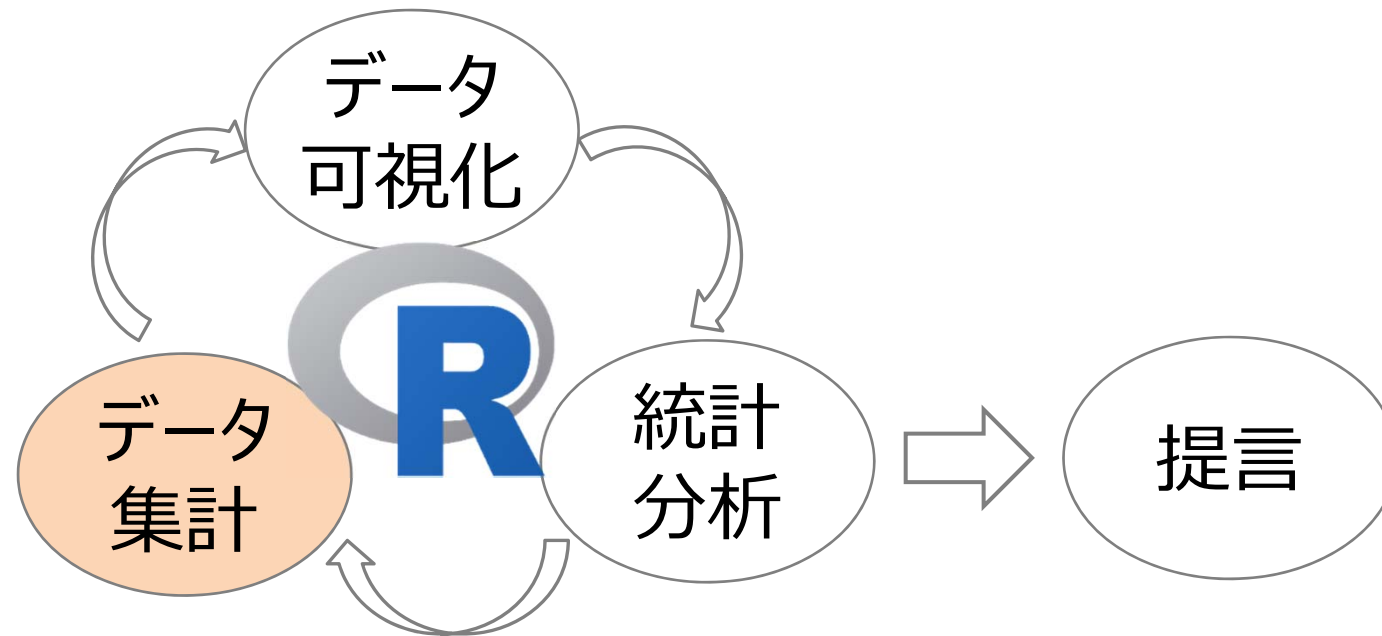 データ
可視化
R
データ
集計
統計
分析
提言